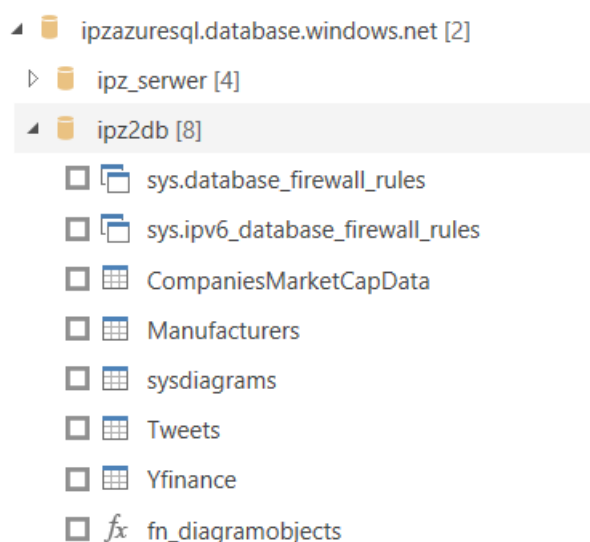 ipzazuresql.database.windows.net [2]
ipz_serwer [4]
ipz2db [8]
sys.database_firewall_rules
sys.ipv6_database_firewall_rules
CompaniesMarketCapData
Manufacturers
sysdiagrams
Tweets
Yfinance
fx fn_diagramobjects